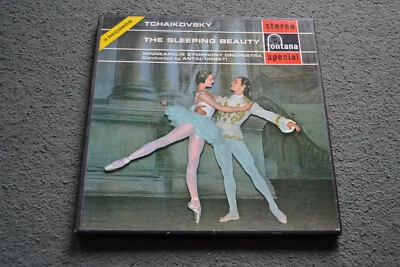 3 RECORDS
TCHAIKOVSKY
THE SLEEPING BEAUTY
MINNEAPOLIS SYMPHONY ORCHESTRA
Conducted by ANTAL DORATI
stereo
fontana
special